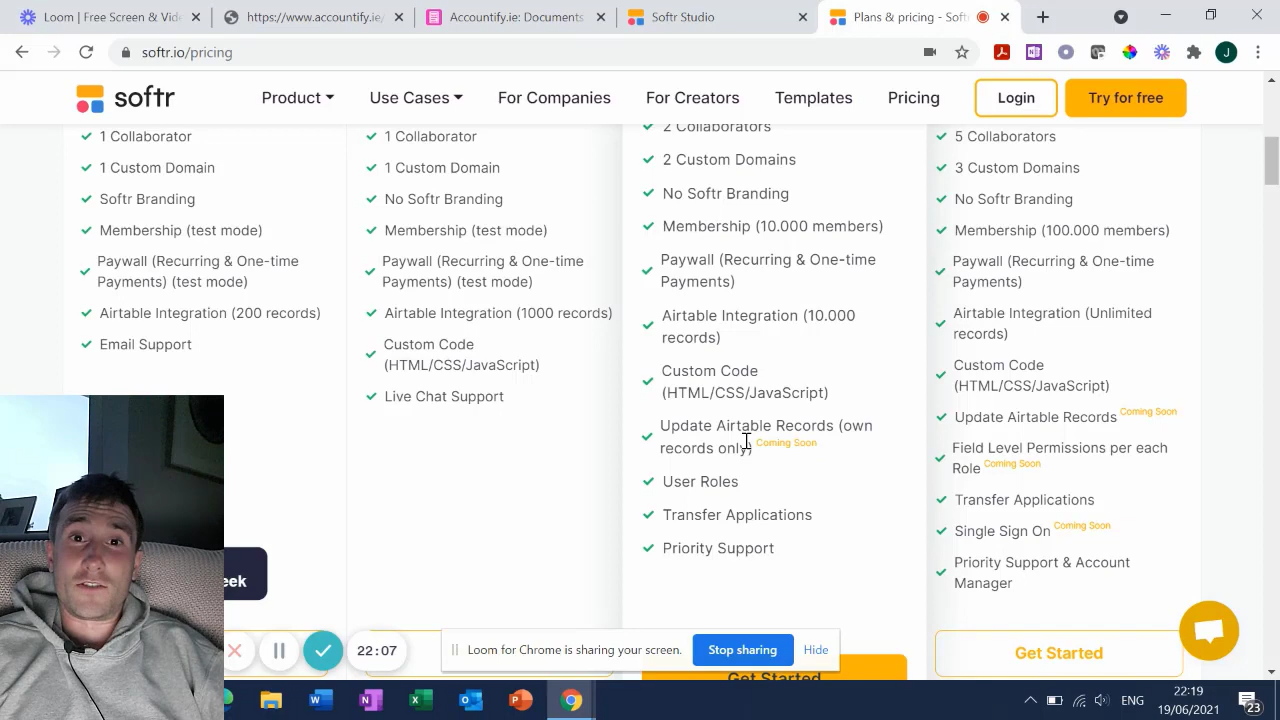 Loom | Free Screen & Vide
https://www.accountifyire/
Accountify.ie: Documents
Softr Studio
Plans & pricing - Soft
softr.io/pricing
J
softr
Product
Use Cases
For Companies
For Creators
Templates
Pricing
Login
Try for free
1 Collaborator
1 Custom Domain
Softr Branding
Membership (test mode)
Paywall (Recurring & One-time
Payments) (test mode)
Airtable Integration (200 records)
Email Support
1 Collaborator
1 Custom Domain
No Softr Branding
Membership (test mode)
Paywall (Recurring & One-time
Payments) (test mode)
Airtable Integration (1000 records)
Custom Code
(HTML/CSS/JavaScript)
Live Chat Support
2 Collaborators
2 Custom Domains
No Softr Branding
Membership (10.000 members)
Paywall (Recurring & One-time
Payments)
Airtable Integration (10.000
records)
Custom Code
(HTML/CSS/JavaScript)
Update Airtable Records (own
records only) Coming Soon
User Roles
Transfer Applications
Priority Support
Get Started
5 Collaborators
3 Custom Domains
No Softr Branding
Membership (100.000 members)
Paywall (Recurring & One-time
Payments)
Airtable Integration (Unlimited
records)
Custom Code
(HTML/CSS/JavaScript)
Update Airtable Records Coming Soon
Field Level Permissions per each
Role Coming Soon
Transfer Applications
Single Sign On Coming Soon
Priority Support & Account
Manager
Get Started
eek
22:07
Loom for Chrome is sharing your screen.
Stop sharing
Hide
ENG
22:19
19/06/2021
23